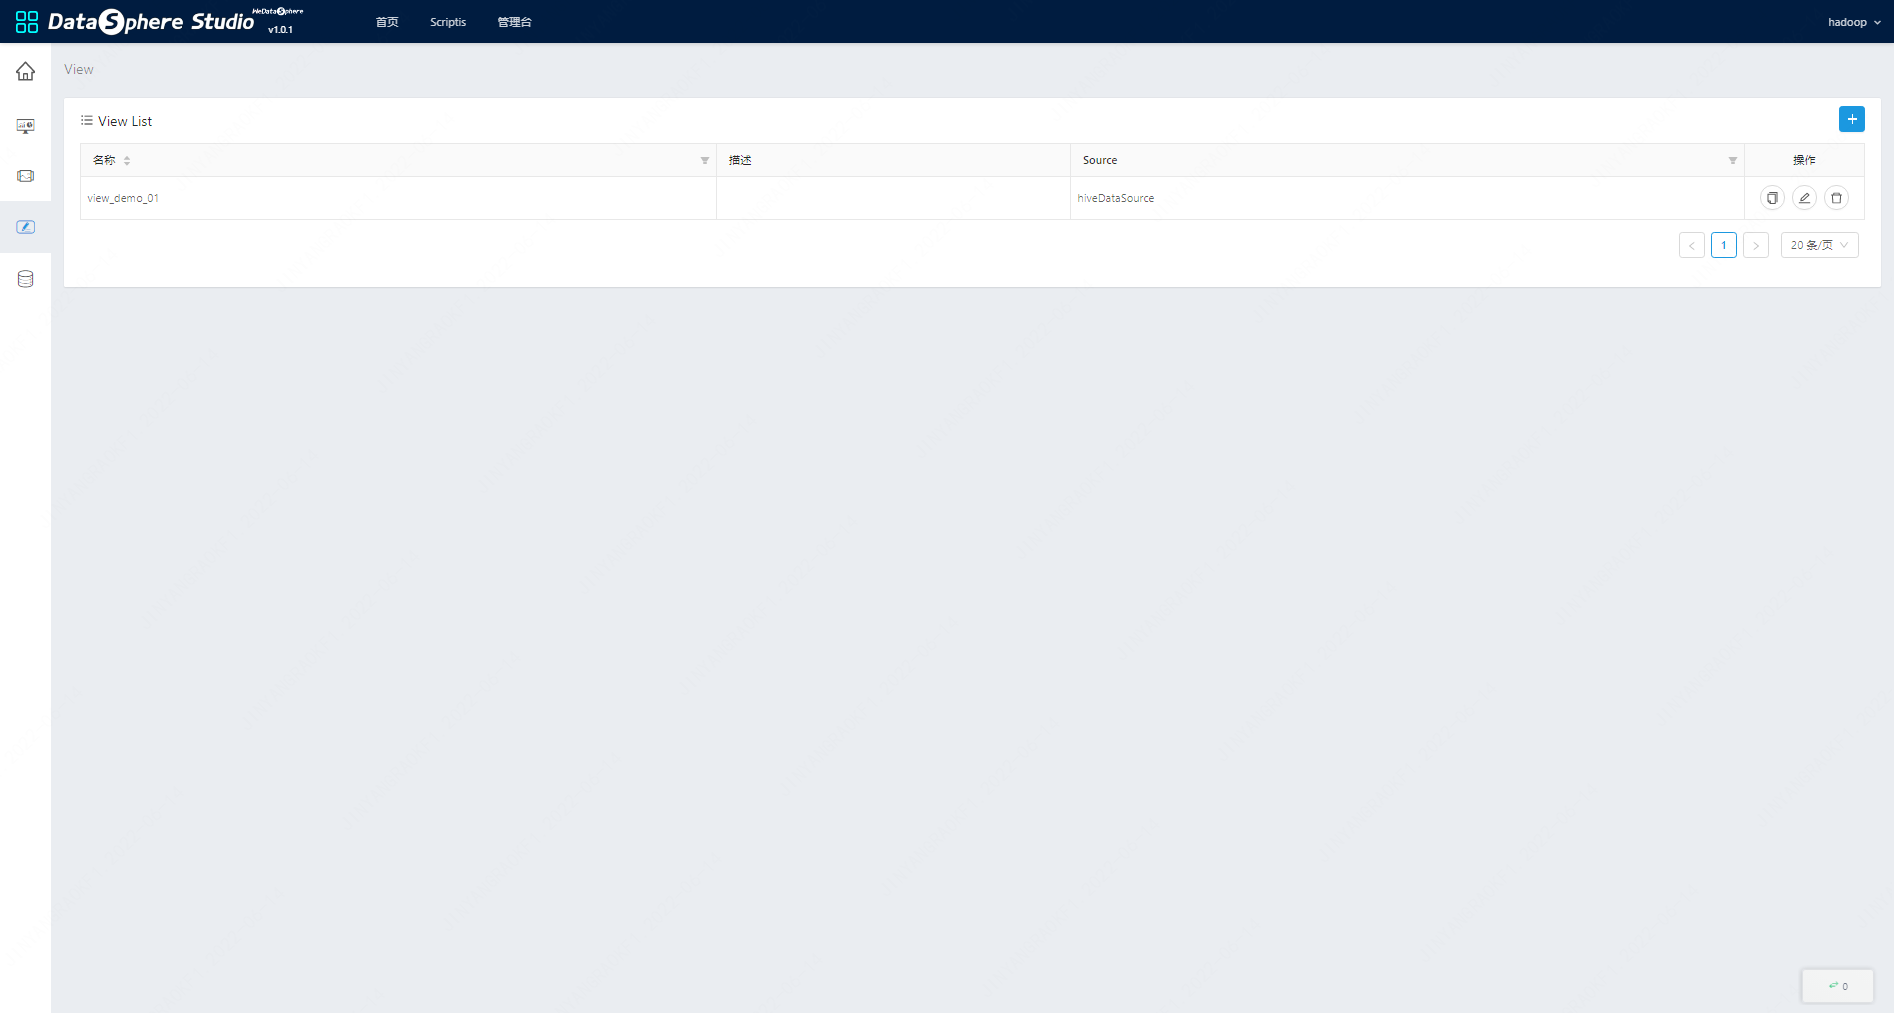 DataSphere Studio WeDataSphere v1.0.1 首页 Scriptis 管理台 hadoop
View
View List
名称 描述 Source 操作
view_demo_01 hiveDataSource
1 20 条/页
0